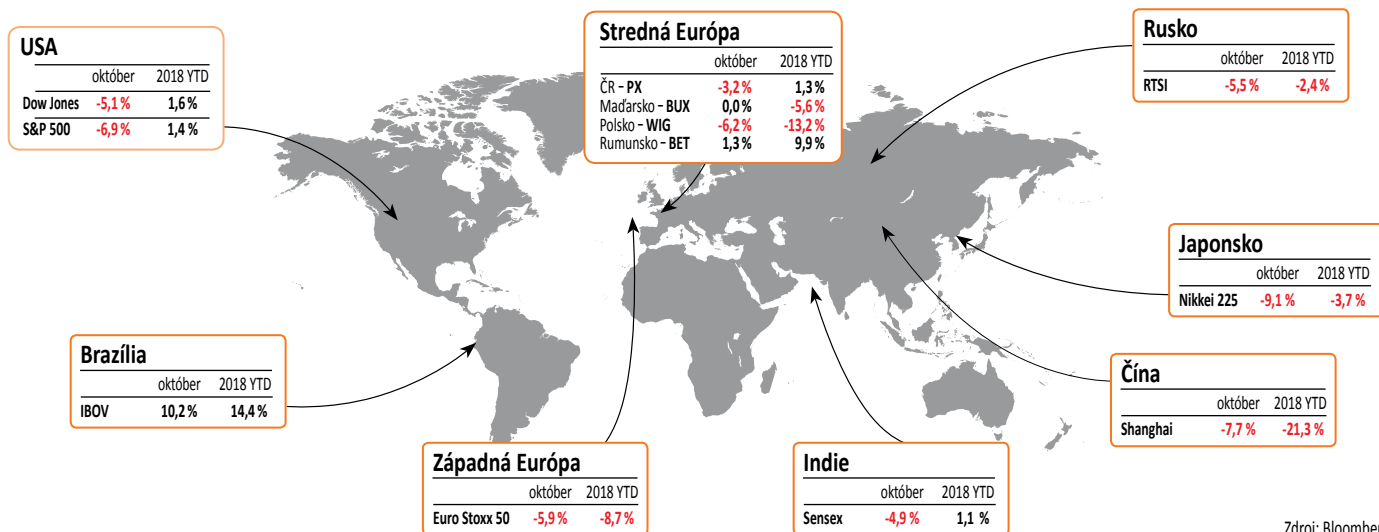 USA
október 2018 YTD
Dow Jones -5,1 % 1,6 %
S&P 500 -6,9 % 1,4 %
Stredná Európa
október 2018 YTD
ČR – PX -3,2 % 1,3 %
Maďarsko – BUX 0,0 % -5,6 %
Polsko – WIG -6,2 % -13,2 %
Rumunsko – BET 1,3 % 9,9 %
Rusko
október 2018 YTD
RTSI -5,5 % -2,4 %
Japonsko
október 2018 YTD
Nikkei 225 -9,1 % -3,7 %
Brazília
október 2018 YTD
IBOV 10,2 % 14,4 %
Čína
október 2018 YTD
Shanghai -7,7 % -21,3 %
Západná Európa
október 2018 YTD
Euro Stoxx 50 -5,9 % -8,7 %
Indie
október 2018 YTD
Sensex -4,9 % 1,1 %
Zdroj: